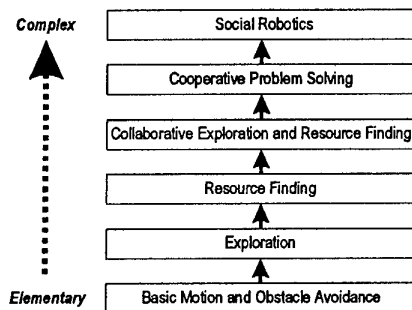 Complex
Social Robotics
Cooperative Problem Solving
Collaborative Exploration and Resource Finding
Resource Finding
Exploration
Elementary
Basic Motion and Obstacle Avoidance